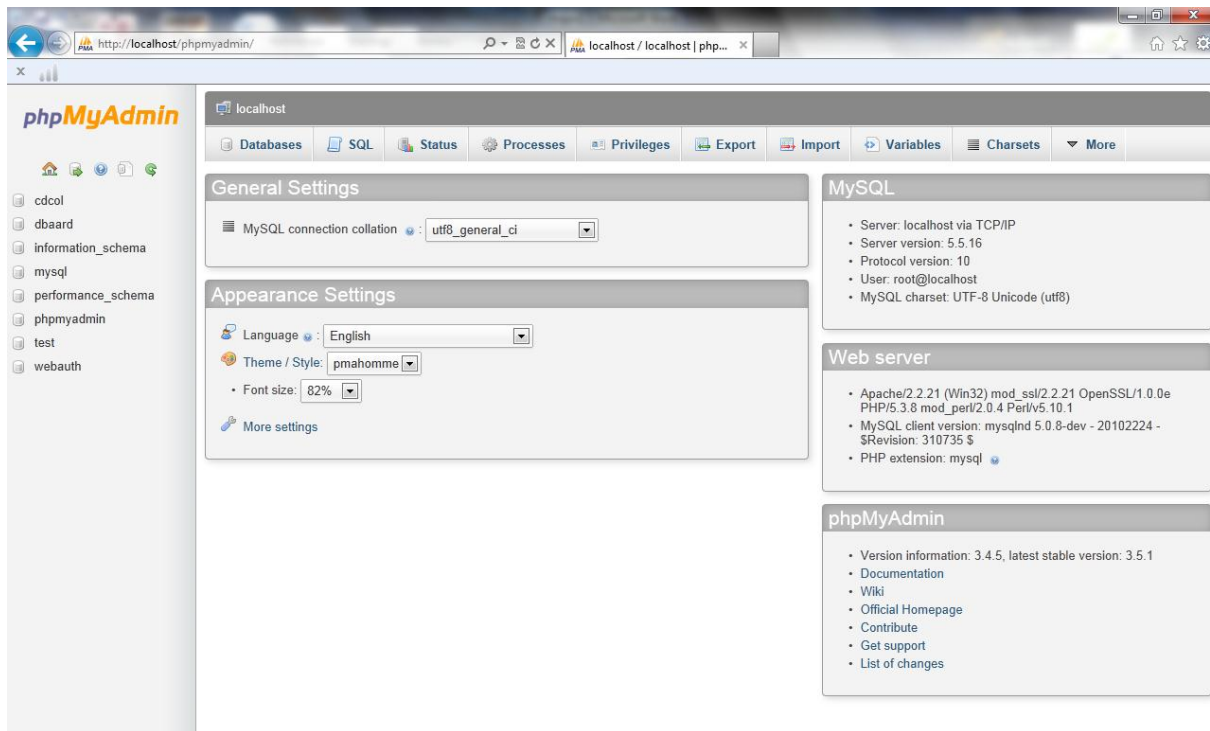 http://localhost/phpmyadmin/
localhost / localhost | php...
phpMyAdmin
cdcol
dbaard
information_schema
mysql
performance_schema
phpmyadmin
test
webauth
localhost
Databases SQL Status Processes Privileges Export Import Variables Charsets More
General Settings
MySQL connection collation : utf8_general_ci
Appearance Settings
Language : English
Theme / Style: pmahomme
• Font size: 82%
More settings
MySQL
• Server: localhost via TCP/IP
• Server version: 5.5.16
• Protocol version: 10
• User: root@localhost
• MySQL charset: UTF-8 Unicode (utf8)
Web server
• Apache/2.2.21 (Win32) mod_ssl/2.2.21 OpenSSL/1.0.0e
PHP/5.3.8 mod_perl/2.0.4 Perl/v5.10.1
• MySQL client version: mysqlnd 5.0.8-dev - 20102224 -
$Revision: 310735 $
• PHP extension: mysql
phpMyAdmin
• Version information: 3.4.5, latest stable version: 3.5.1
• Documentation
• Wiki
• Official Homepage
• Contribute
• Get support
• List of changes